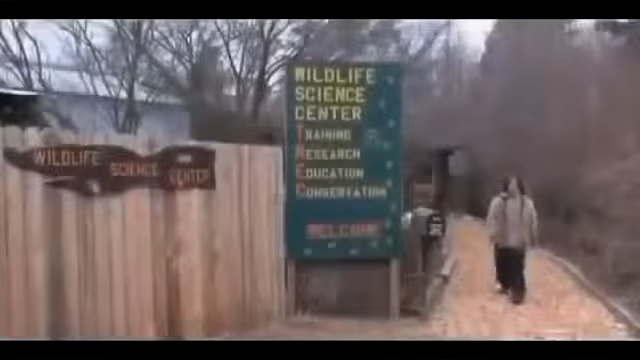 WILDLIFE SCIENCE CENTER
WILDLIFE
SCIENCE
CENTER
TRAINING
RESEARCH
EDUCATION
CONSERVATION
WELCOME